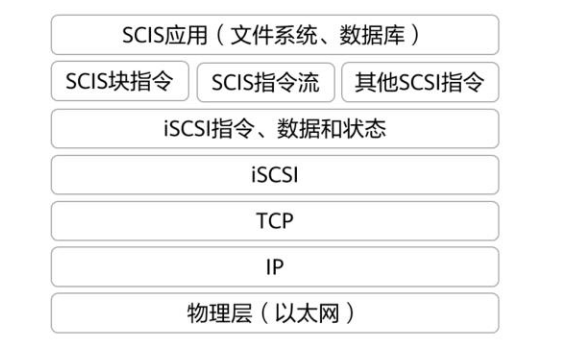 SCIS应用（文件系统、数据库）
SCIS块指令 SCIS指令流 其他SCSI指令
iSCSI指令、数据和状态
iSCSI
TCP
IP
物理层（以太网）